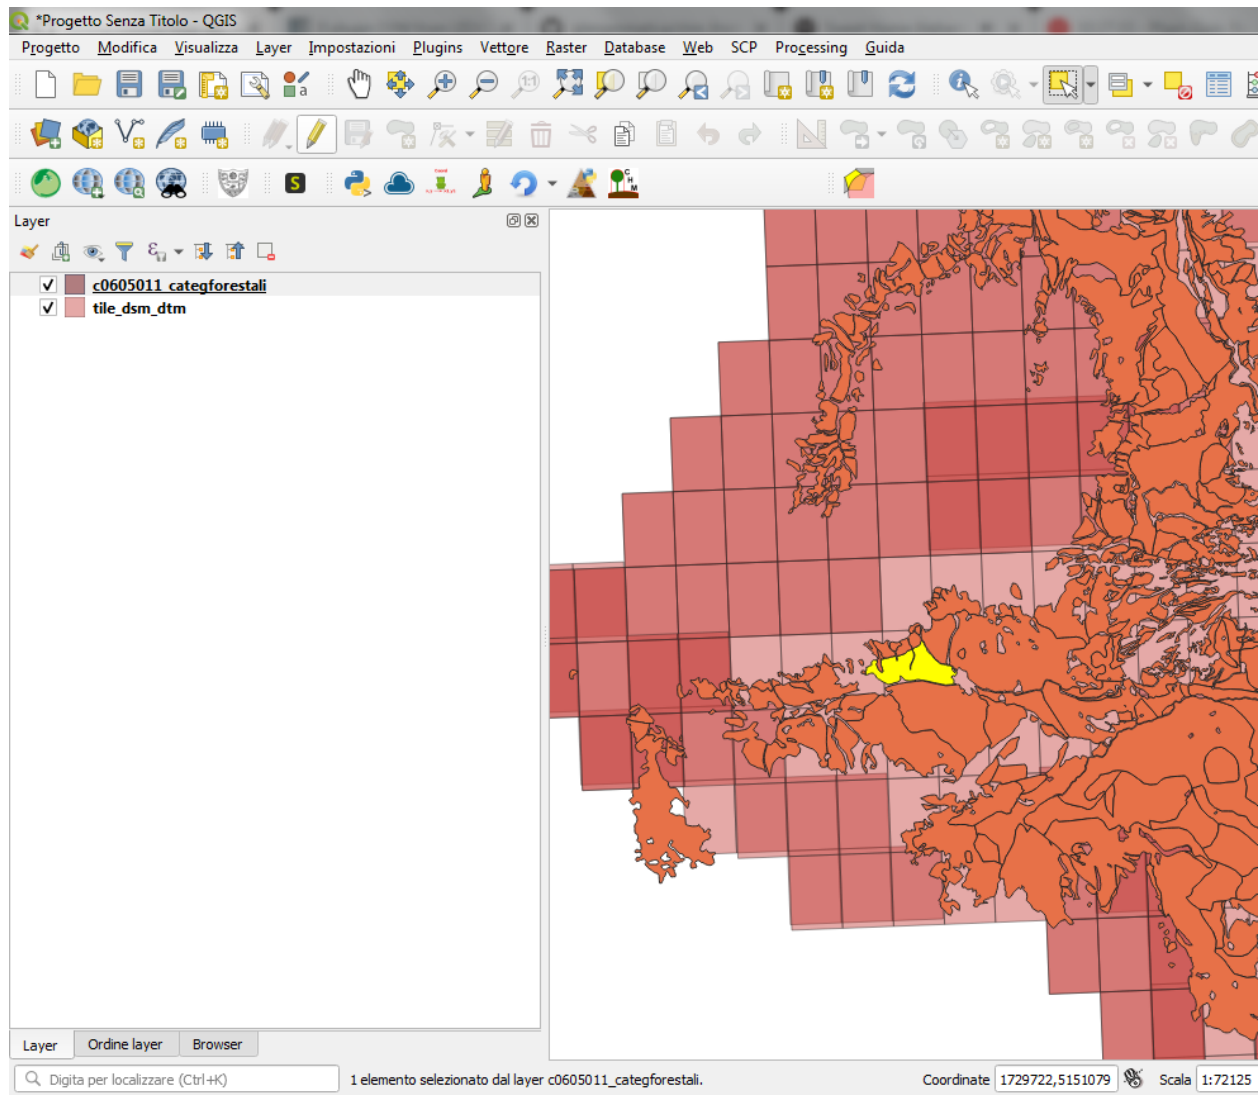 *Progetto Senza Titolo - QGIS
Progetto Modifica Visualizza Layer Impostazioni Plugins Vettore Raster Database Web SCP Processing Guida
Layer
c0605011_categforestali
tile_dsm_dtm
Layer Ordine layer Browser
Digita per localizzare (Ctrl+K) 1 elemento selezionato dal layer c0605011_categforestali. Coordinate 1729722,5151079 Scala 1:72125